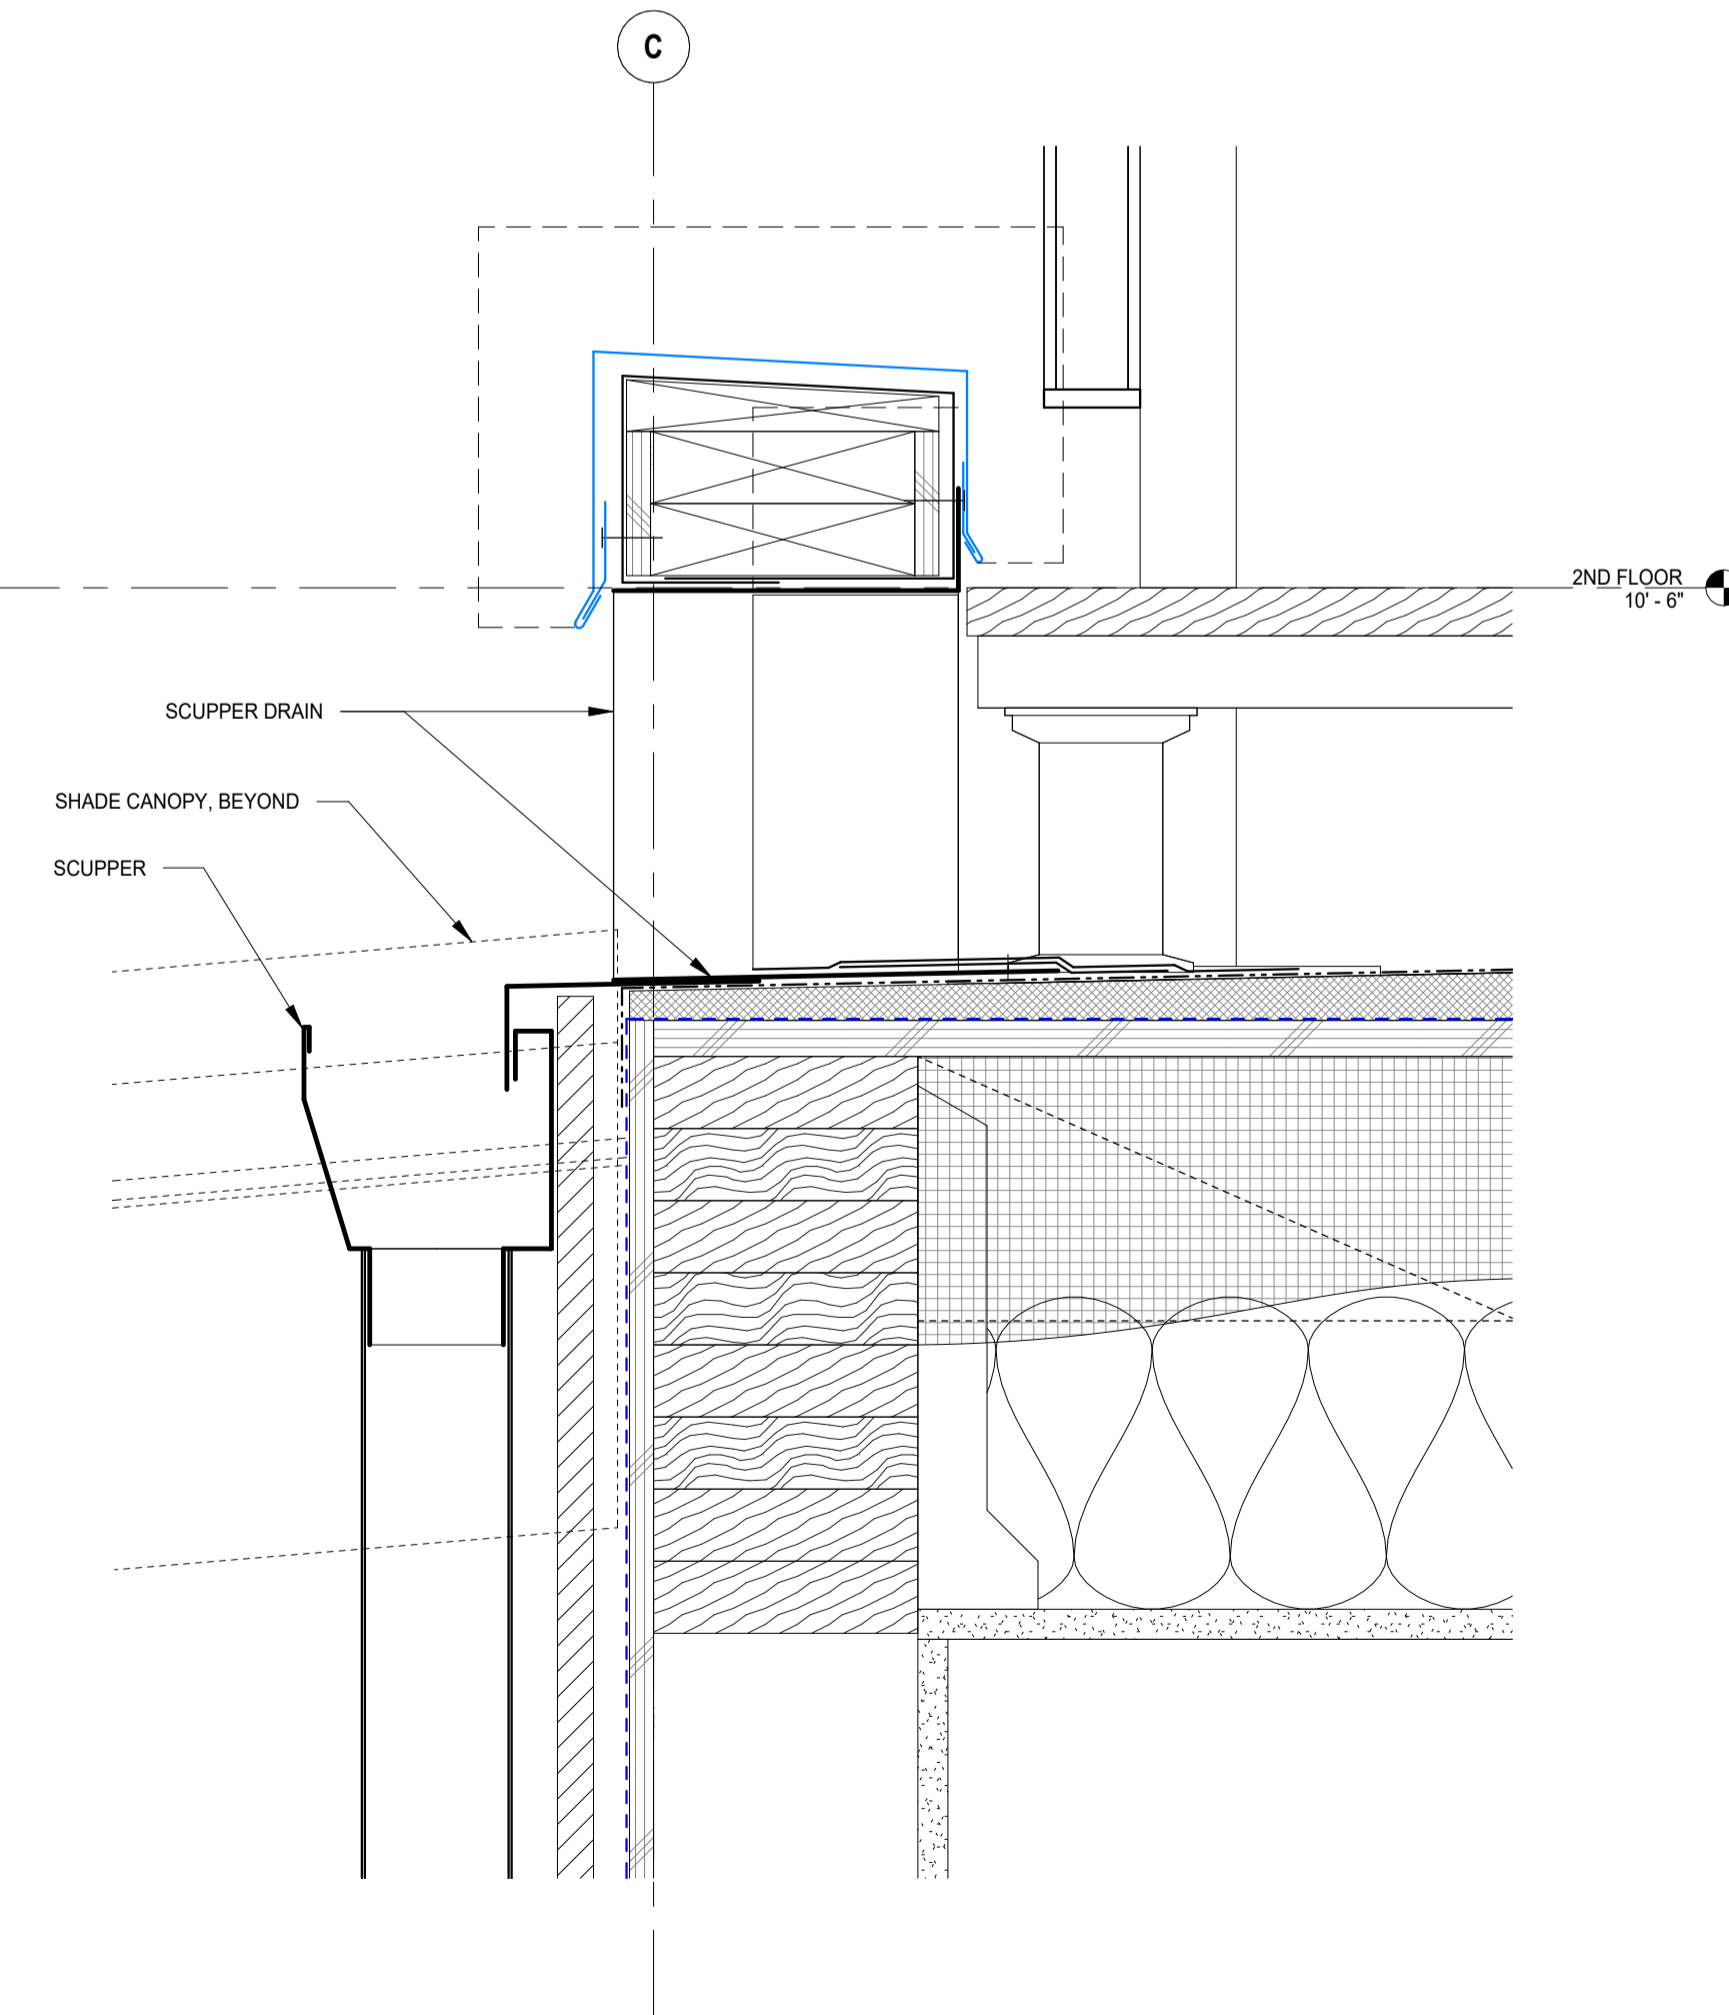 C
2ND FLOOR
10' - 6"
SCUPPER DRAIN
SHADE CANOPY, BEYOND
SCUPPER